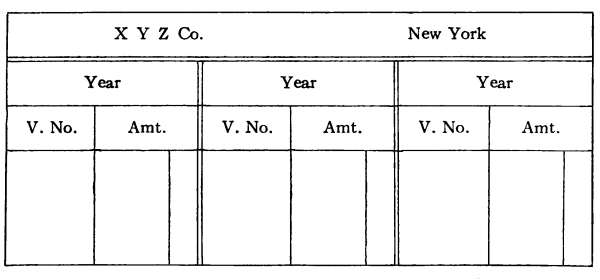 X Y Z Co. New York
Year Year Year
V. No. Amt. V. No. Amt. V. No. Amt.